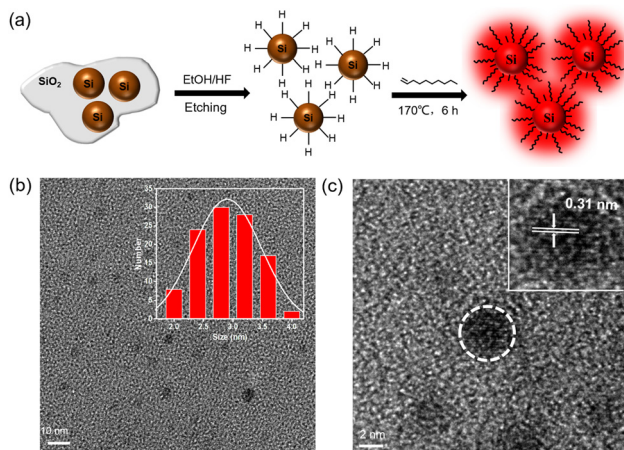 (a)
SiO2
Si
Si
Si
EtOH/HF
Etching
H H H H H H H H
Si
H H H H H H H H
Si
H H H H H H H H
Si
170℃, 6 h
Si
Si
Si
(b)
35
30
25
20
15
10
5
0
Number
2.0 2.5 3.0 3.5 4.0
Size (nm)
10 nm
(c)
0.31 nm
2 nm